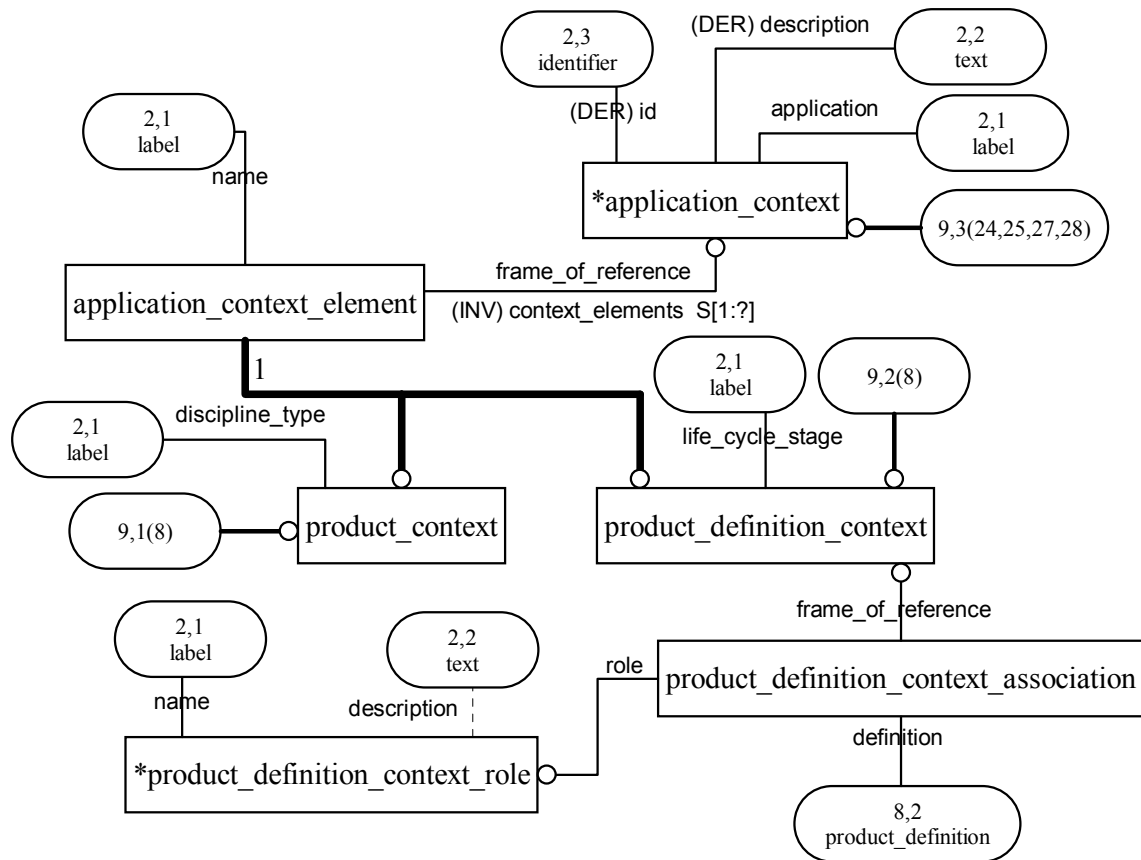 (DER) description
2,3
identifier
2,2
text
(DER) id
application
2,1
label
2,1
label
name
*application_context
9,3(24,25,27,28)
frame_of_reference
application_context_element
(INV) context_elements S[1:?]
1
2,1
label
9,2(8)
discipline_type
2,1
label
life_cycle_stage
product_context
product_definition_context
9,1(8)
frame_of_reference
2,1
label
2,2
text
role
product_definition_context_association
name
description
definition
*product_definition_context_role
8,2
product_definition